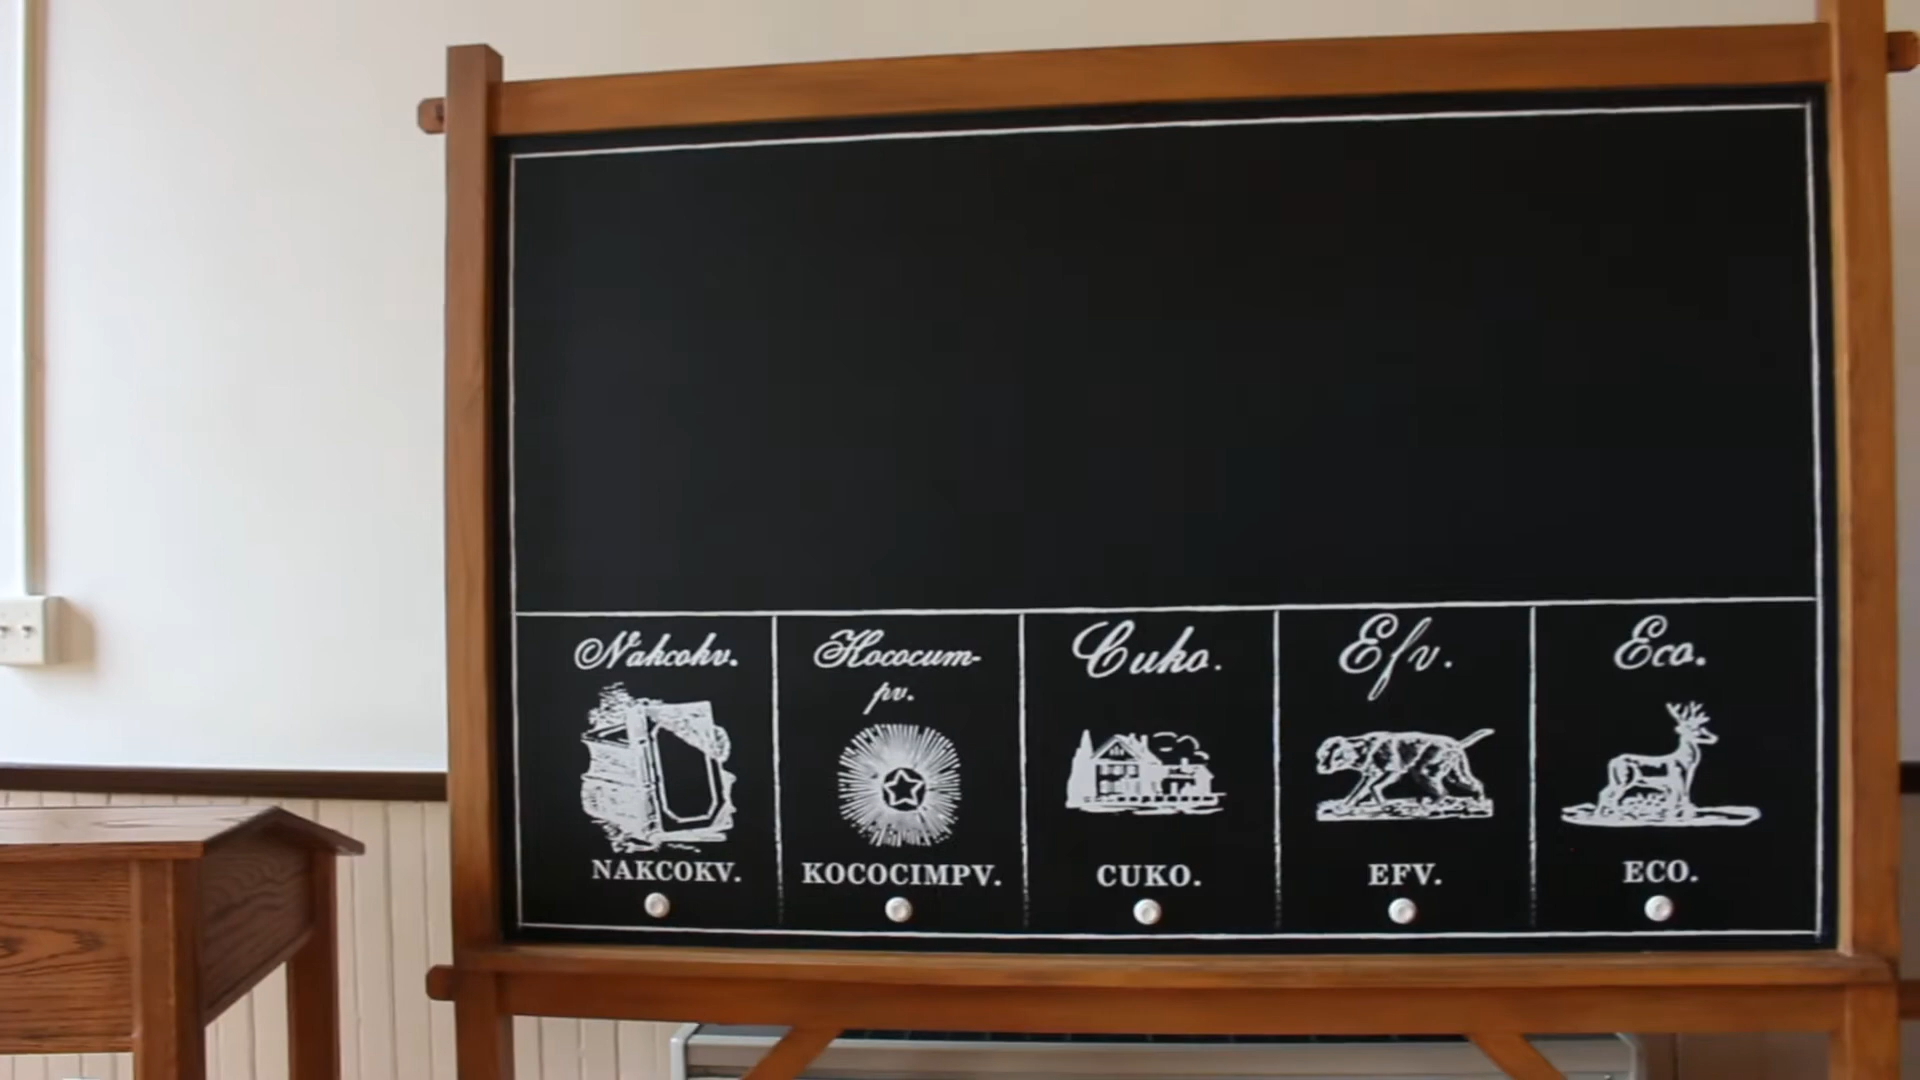 Nakcokv.
Kococum-
pv.
Cuko.
Efv.
Eco.
NAKCOKV.
KOCOCIMPV.
CUKO.
EFV.
ECO.